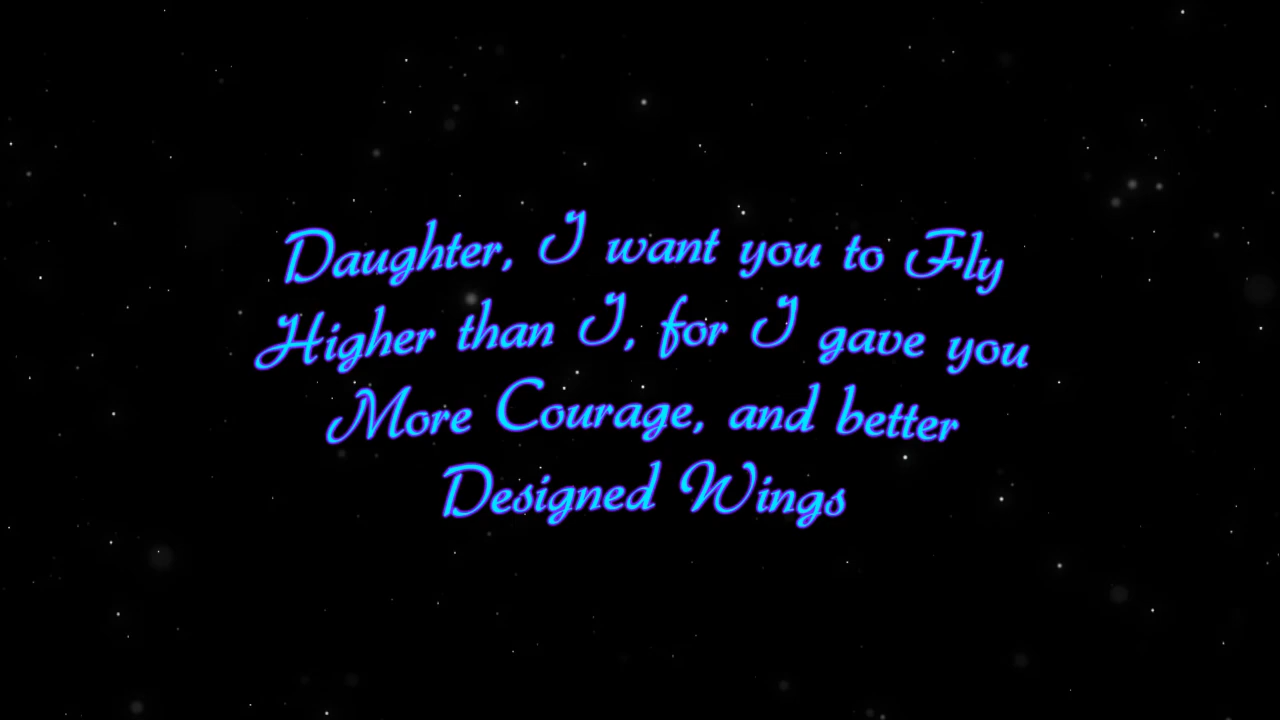 Daughter, I want you to Fly
Higher than I, for I gave you
More Courage, and better
Designed Wings